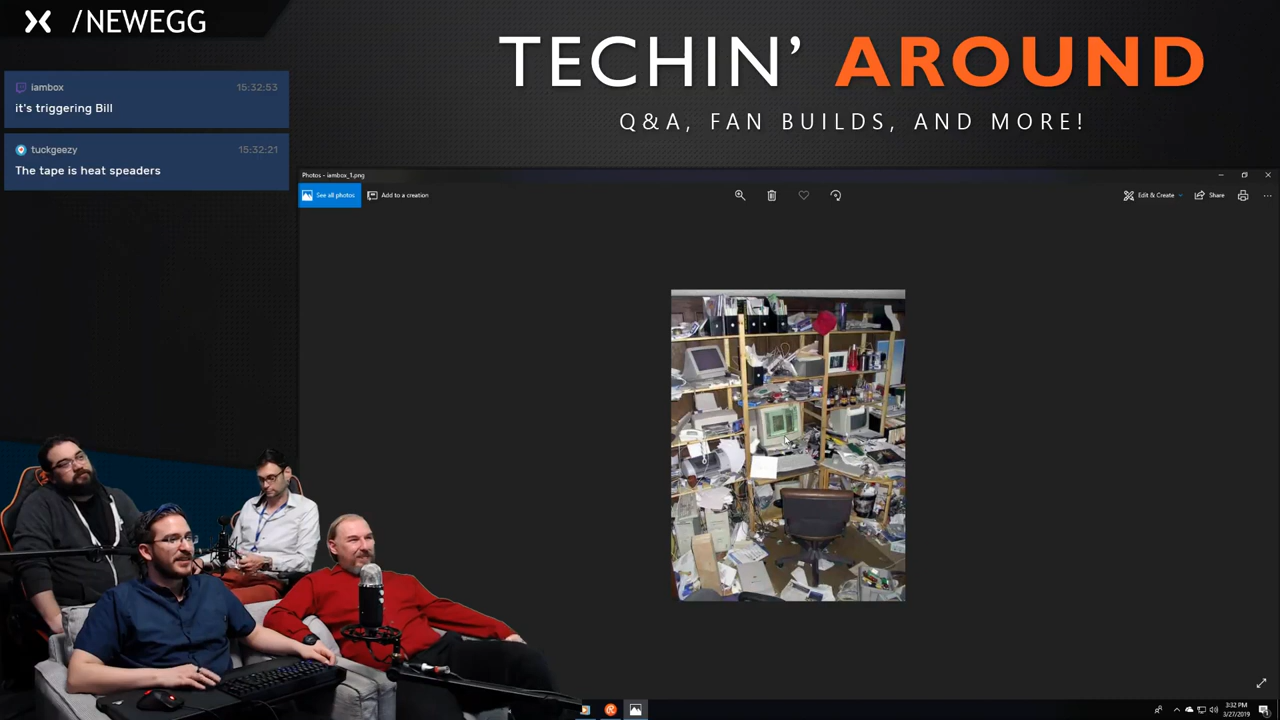 /NEWEGG
TECHIN' AROUND
Q&A, FAN BUILDS, AND MORE!
iambox 15:32:53
it's triggering Bill
tuckgeezy 15:32:21
The tape is heat speaders
Photos - iambox_1.png
See all photos
Add to a creation
Edit & Create
Share
3:32 PM
3/27/2019